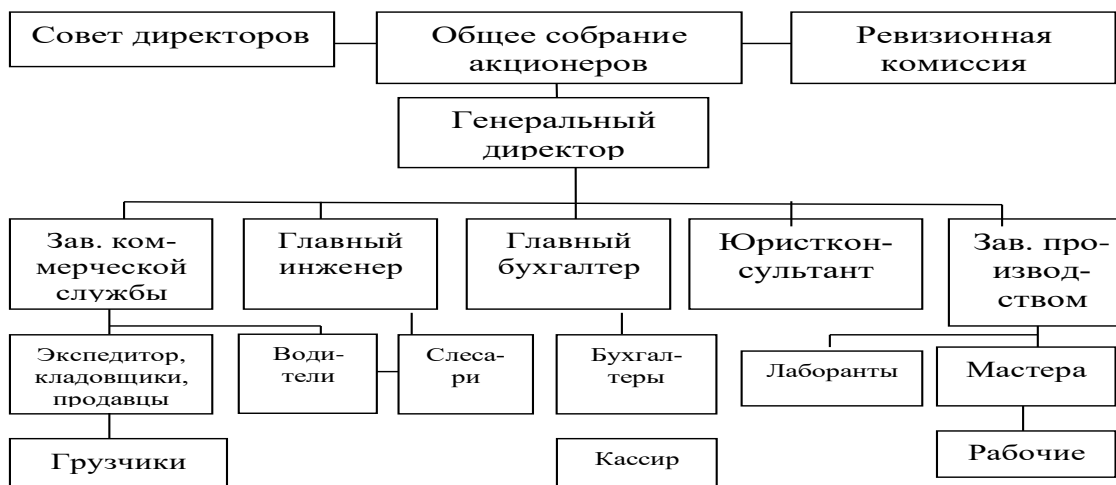 Совет директоров
Общее собрание
акционеров
Ревизионная
комиссия
Генеральный
директор
Зав. ком-
мерческой
службы
Главный
инженер
Главный
бухгалтер
Юристкон-
сультант
Зав. про-
извод-
ством
Экспедитор,
кладовщики,
продавцы
Води-
тели
Слеса-
ри
Бухгал-
теры
Лаборанты
Мастера
Грузчики
Кассир
Рабочие